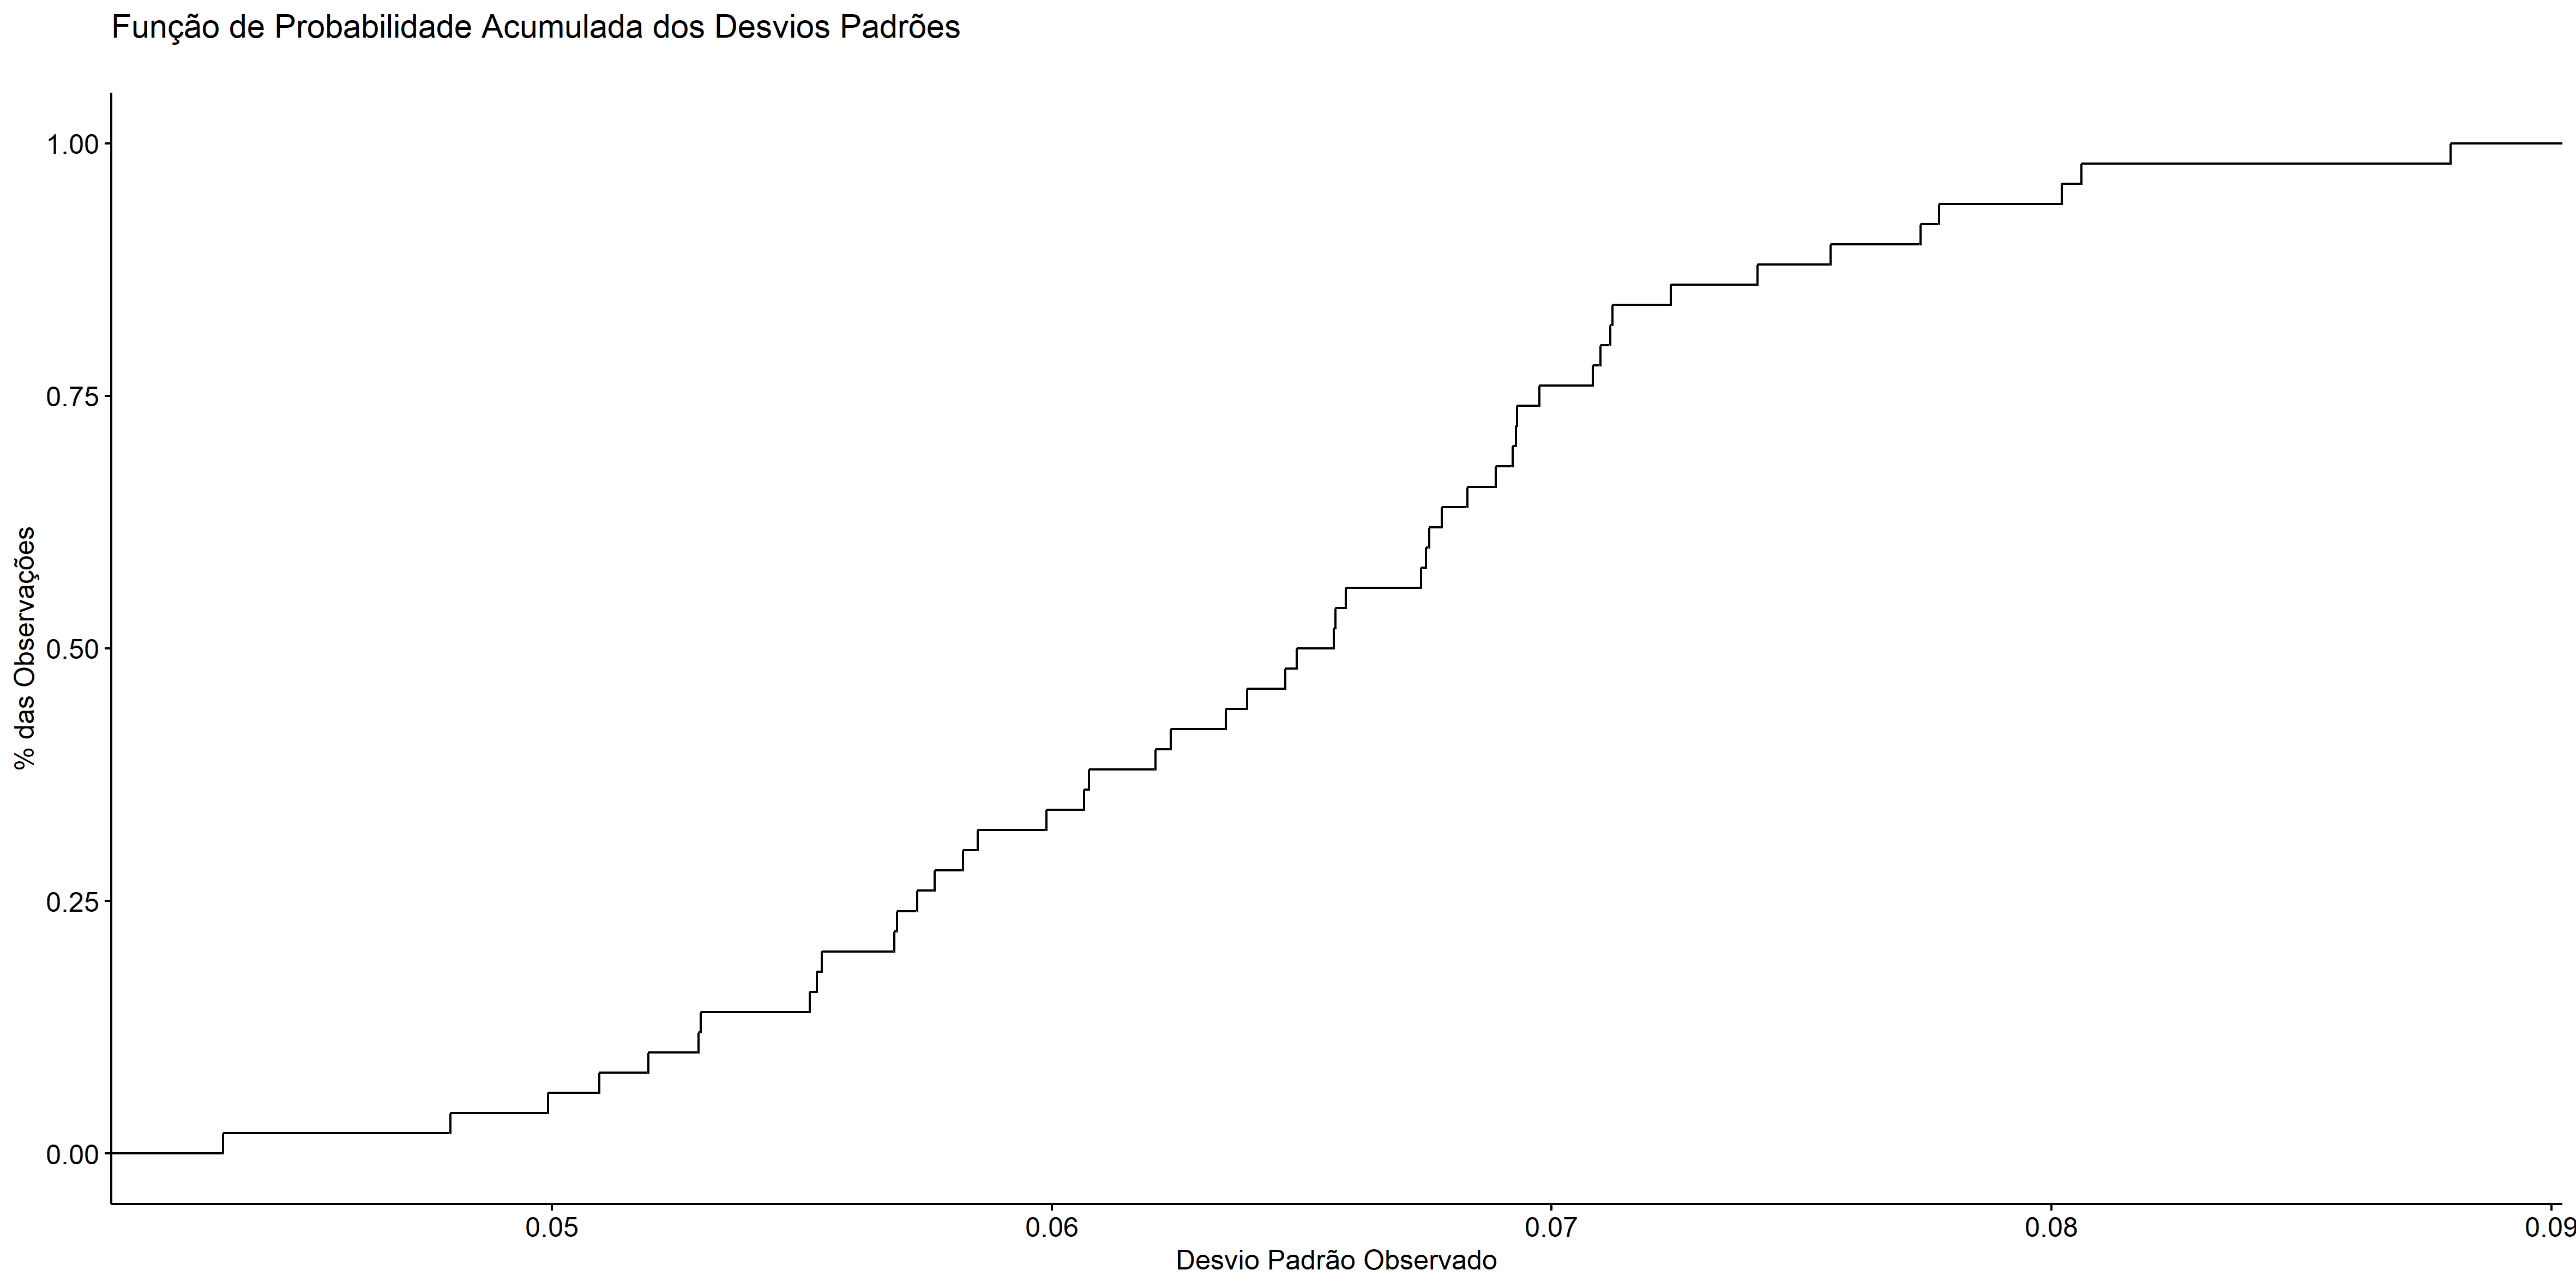 Função de Probabilidade Acumulada dos Desvios Padrões
1.00
0.75
0.50
0.25
0.00
% das Observações
0.05 0.06 0.07 0.08 0.09
Desvio Padrão Observado